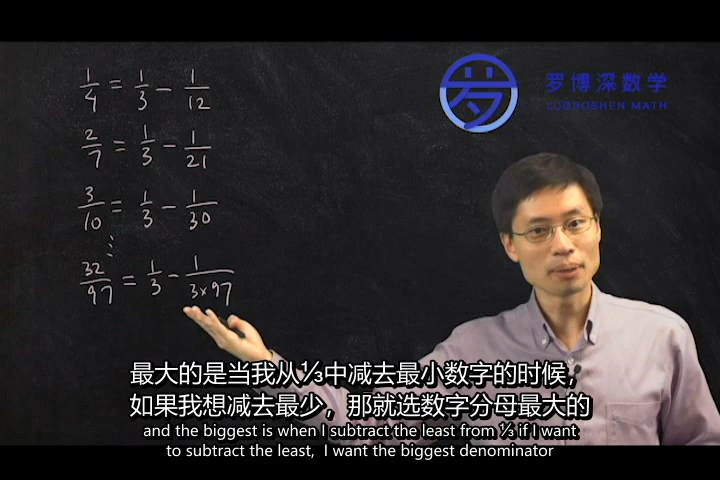 1/4 = 1/3 - 1/12
罗博深数学
LUOBOSHEN MATH
2/7 = 1/3 - 1/21
3/10 = 1/3 - 1/30
⋮
32/97 = 1/3 - 1/3×97
最大的是当我从⅓中减去最小数字的时候，
如果我想减去最少，那就选数字分母最大的
and the biggest is when I subtract the least from ⅓ if I want
to subtract the least, I want the biggest denominator